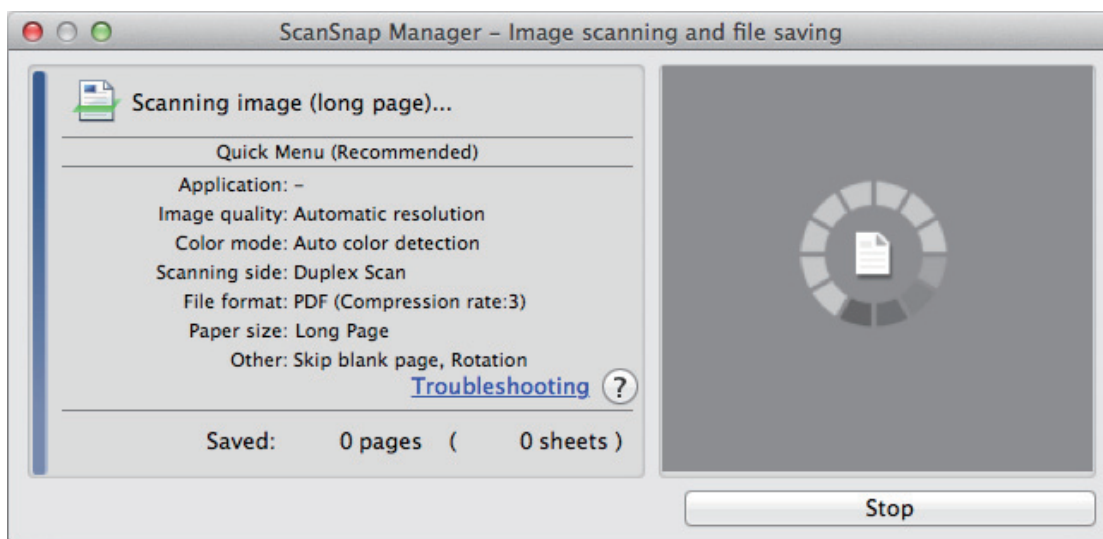 ScanSnap Manager – Image scanning and file saving
Scanning image (long page)...
Quick Menu (Recommended)
Application: –
Image quality: Automatic resolution
Color mode: Auto color detection
Scanning side: Duplex Scan
File format: PDF (Compression rate:3)
Paper size: Long Page
Other: Skip blank page, Rotation
Troubleshooting ?
Saved: 0 pages ( 0 sheets )
Stop